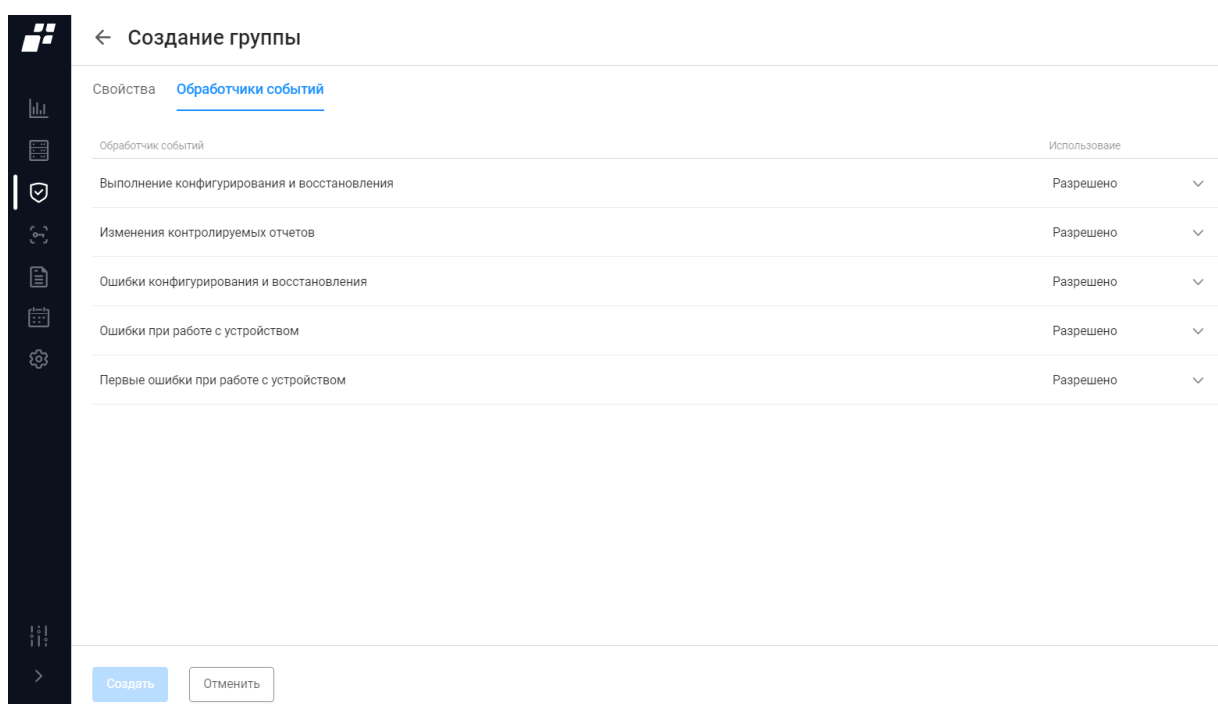 Создание группы
Свойства Обработчики событий
Обработчик событий Использоваие
Выполнение конфигурирования и восстановления Разрешено
Изменения контролируемых отчетов Разрешено
Ошибки конфигурирования и восстановления Разрешено
Ошибки при работе с устройством Разрешено
Первые ошибки при работе с устройством Разрешено
Создать Отменить